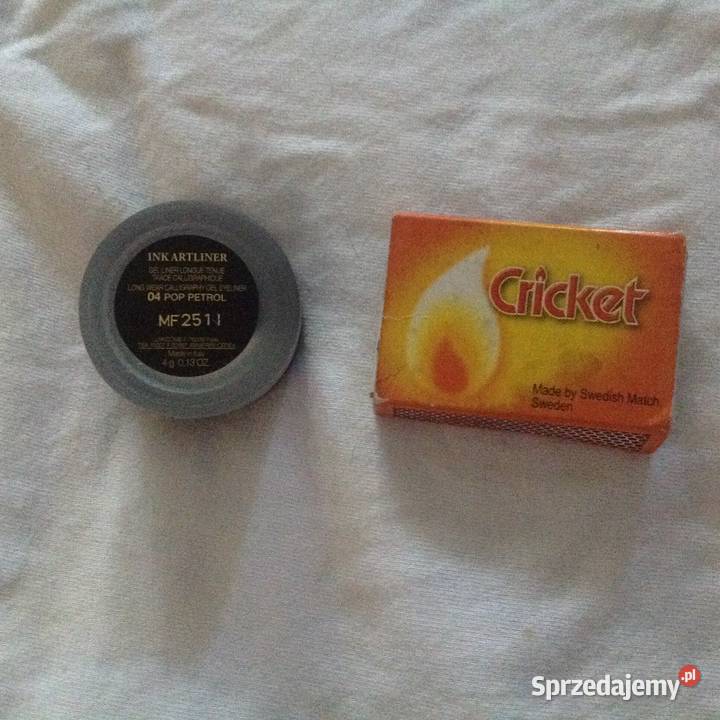 INK ARTLINER
GEL LINER LONGUE TENUE
TRACÉ CALLIGRAPHIQUE
LONG WEAR CALLIGRAPHY GEL EYELINER
04 POP PETROL
MF2511
Made in Italy
4 g 0.13 OZ.
Cricket
Made by Swedish Match
Sweden
Sprzedajemy.pl